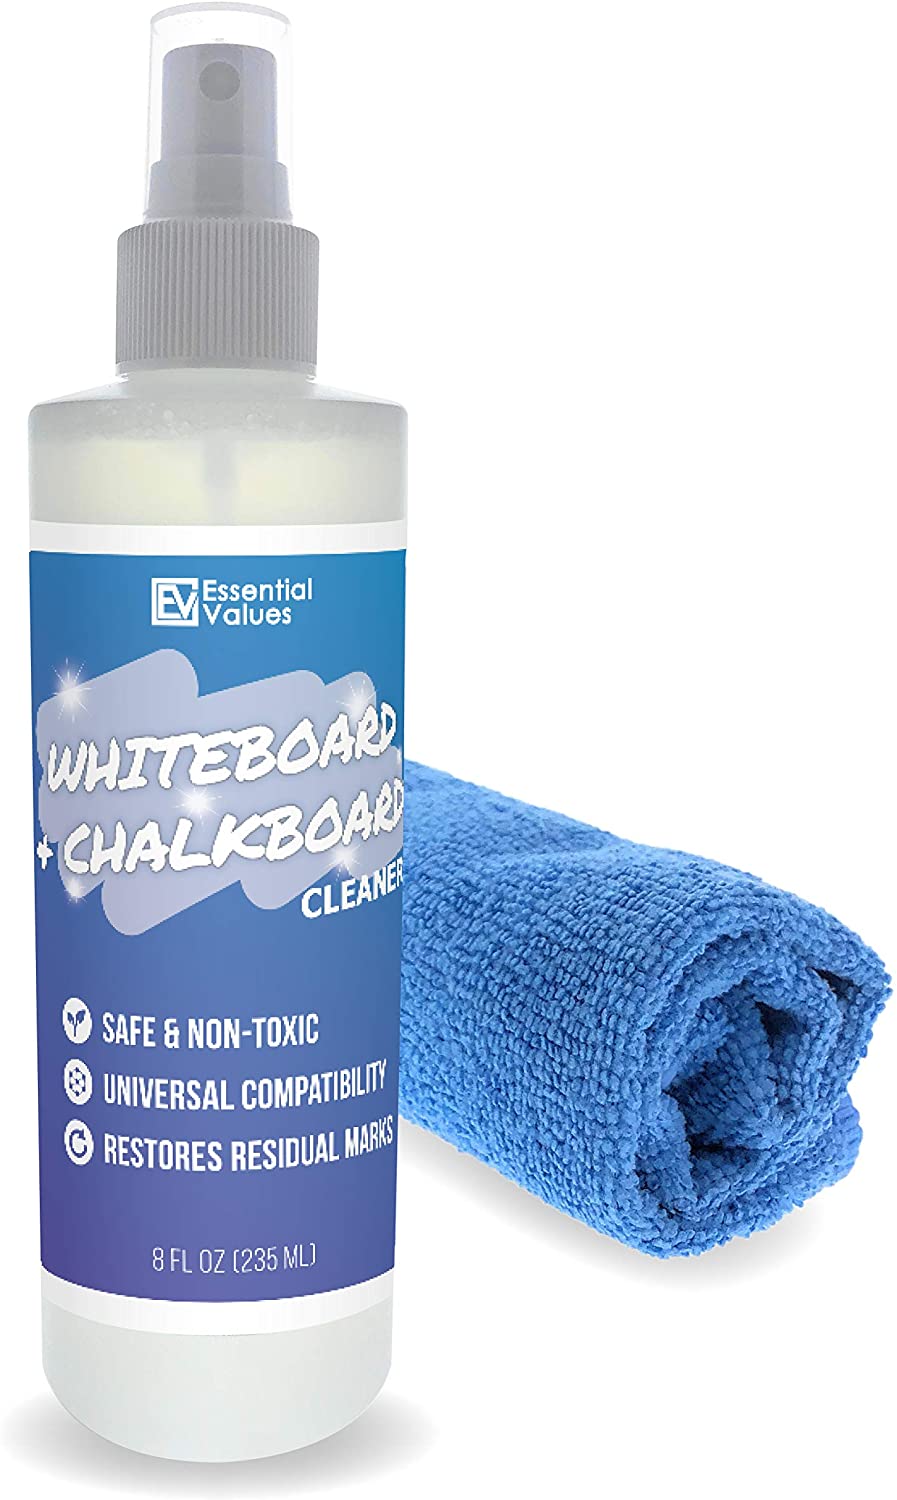 EV Essential
Values
WHITEBOARD
+ CHALKBOARD
CLEANER
SAFE & NON-TOXIC
UNIVERSAL COMPATIBILITY
RESTORES RESIDUAL MARKS
8 FL OZ (235 ML)